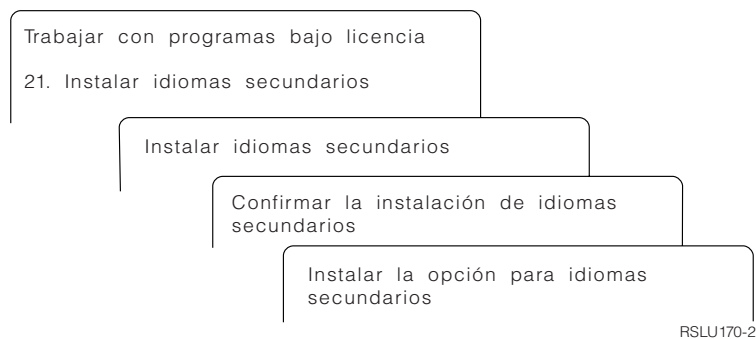 Trabajar con programas bajo licencia
21. Instalar idiomas secundarios
Instalar idiomas secundarios
Confirmar la instalación de idiomas
secundarios
Instalar la opción para idiomas
secundarios
RSLU170-2